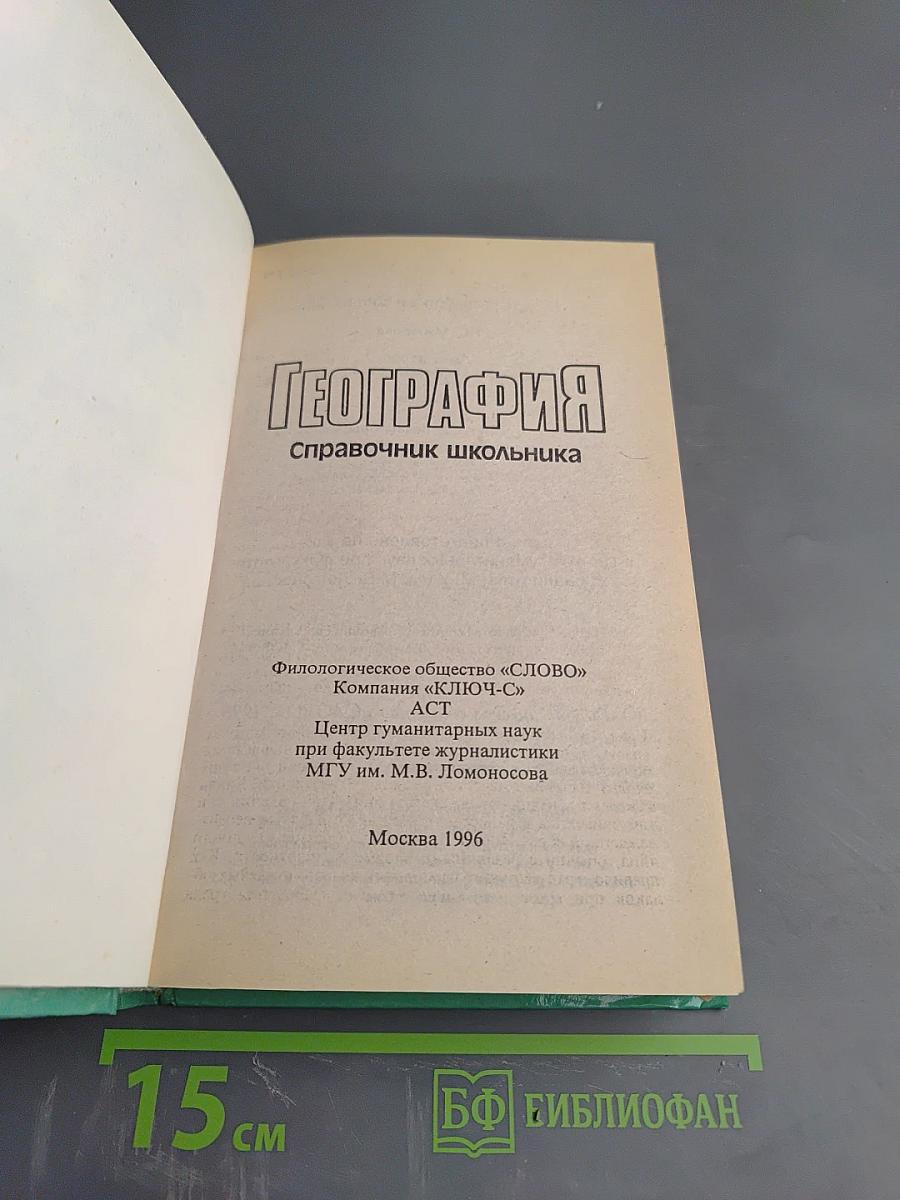 ГЕОГРАФИЯ
Справочник школьника
Филологическое общество «СЛОВО»
Компания «КЛЮЧ-С»
АСТ
Центр гуманитарных наук
при факультете журналистики
МГУ им. М.В. Ломоносова
Москва 1996
15 см
БФ БИБЛИОФАН